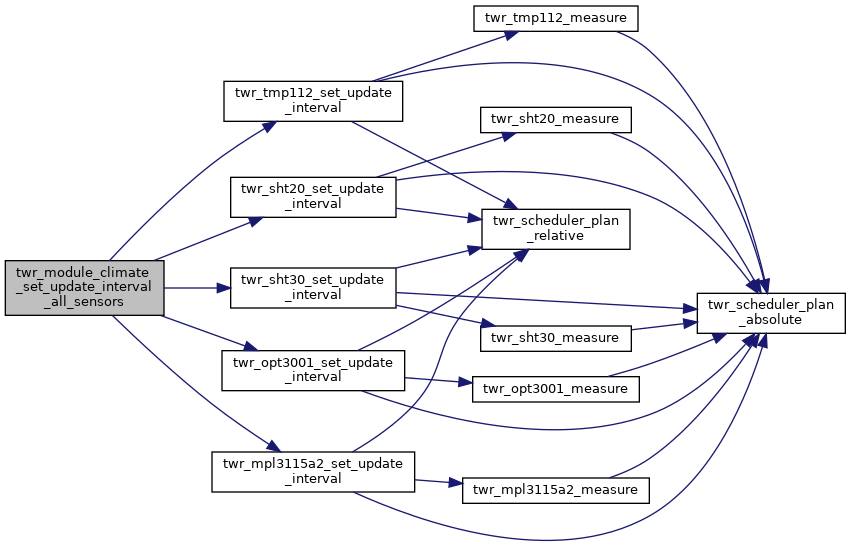 twr_module_climate
_set_update_interval
_all_sensors
twr_tmp112_set_update
_interval
twr_sht20_set_update
_interval
twr_sht30_set_update
_interval
twr_opt3001_set_update
_interval
twr_mpl3115a2_set_update
_interval
twr_tmp112_measure
twr_sht20_measure
twr_scheduler_plan
_relative
twr_sht30_measure
twr_opt3001_measure
twr_mpl3115a2_measure
twr_scheduler_plan
_absolute